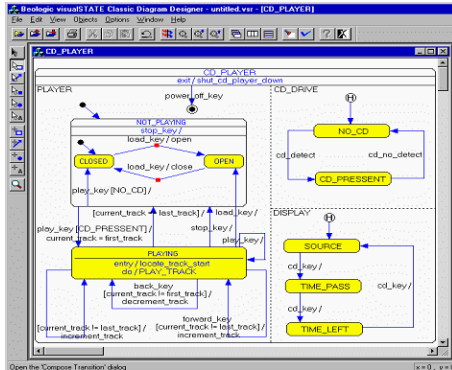 Beologic visualSTATE Classic Diagram Designer - untitled.vsr - [CD_PLAYER]
File Edit View Objects Options Window Help
CD_PLAYER
CD_PLAYER
exit / shut_cd_player_down
PLAYER
power_off_key
NOT_PLAYING
stop_key /
load_key / open
CLOSED
OPEN
load_key / close
play_key [NO_CD] /
[current_track = last_track] /
load_key /
play_key [CD_PRESSENT] /
current_track = first_track
stop_key /
play_key /
PLAYING
entry / locate_track_start
do / PLAY_TRACK
back_key
[current_track != first_track] /
decrement_track
[current_track != last_track] /
increment_track
forward_key
[current_track != last_track] /
increment_track
CD_DRIVE
H
NO_CD
cd_detect
cd_no_detect
CD_PRESSENT
DISPLAY
H
SOURCE
cd_key /
TIME_PASS
cd_key /
cd_key /
TIME_LEFT
Open the 'Compose Transition' dialog
x = 0 , y =